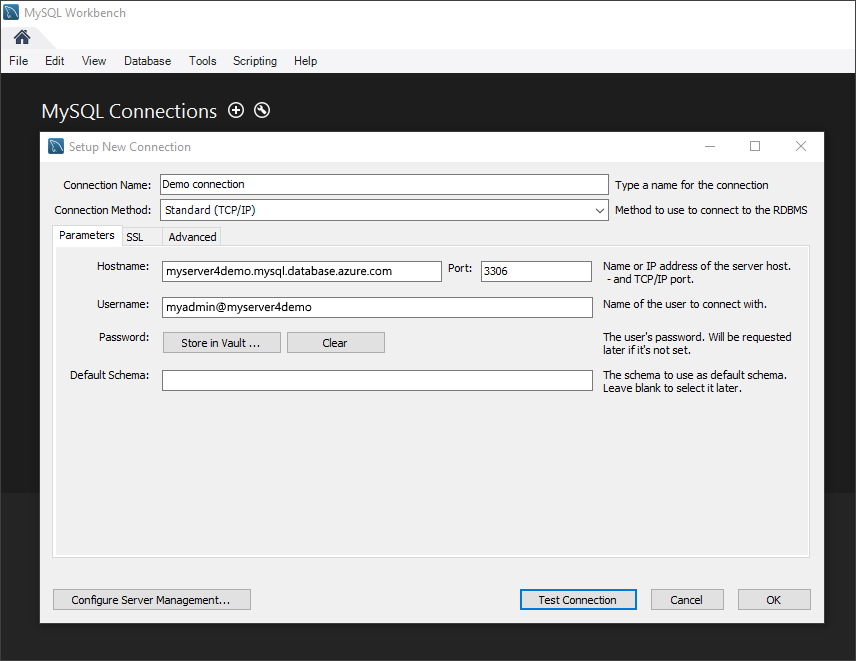 MySQL Workbench
File Edit View Database Tools Scripting Help
MySQL Connections
Setup New Connection
Connection Name: Demo connection Type a name for the connection
Connection Method: Standard (TCP/IP) Method to use to connect to the RDBMS
Parameters SSL Advanced
Hostname: myserver4demo.mysql.database.azure.com Port: 3306 Name or IP address of the server host.
- and TCP/IP port.
Username: myadmin@myserver4demo Name of the user to connect with.
Password: Store in Vault ... Clear The user's password. Will be requested
later if it's not set.
Default Schema: The schema to use as default schema.
Leave blank to select it later.
Configure Server Management... Test Connection Cancel OK